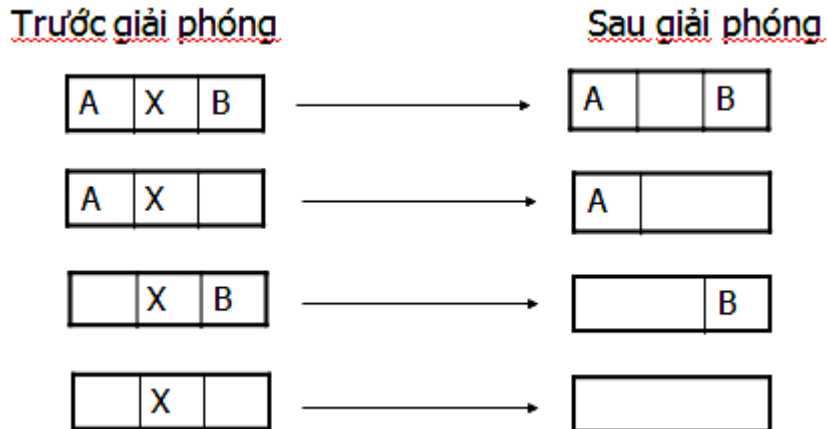 Trước giải phóng Sau giải phóng
A X B A B
A X A
X B B
X